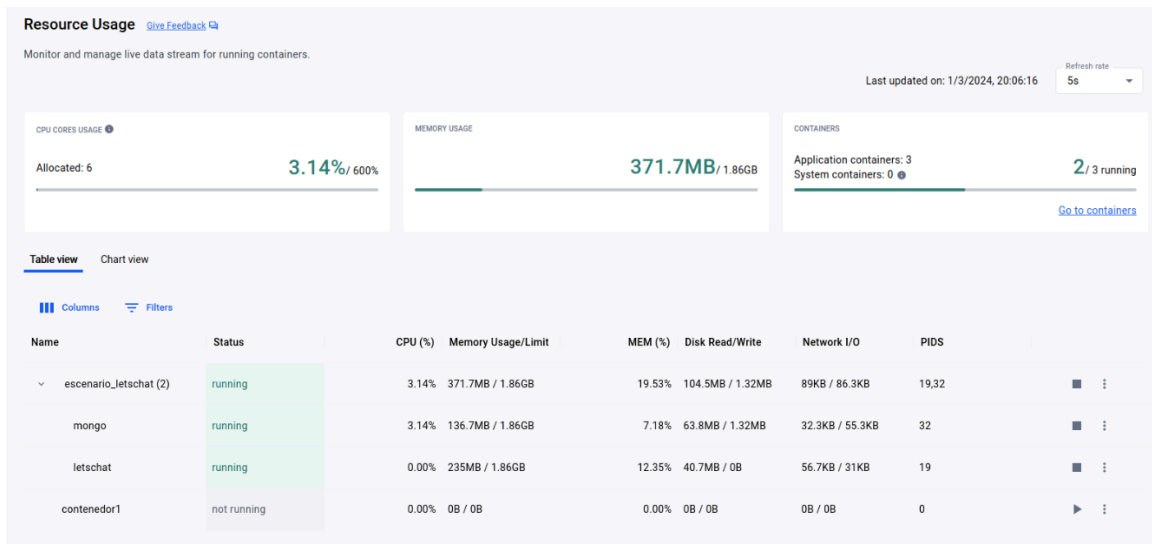 Resource Usage Give Feedback
Monitor and manage live data stream for running containers.
Last updated on: 1/3/2024, 20:06:16
Refresh rate
5s
CPU CORES USAGE
Allocated: 6
3.14%/ 600%
MEMORY USAGE
371.7MB/ 1.86GB
CONTAINERS
Application containers: 3
System containers: 0
2/ 3 running
Go to containers
Table view Chart view
Columns Filters
Name Status CPU (%) Memory Usage/Limit MEM (%) Disk Read/Write Network I/O PIDS
escenario_letschat (2) running 3.14% 371.7MB / 1.86GB 19.53% 104.5MB / 1.32MB 89KB / 86.3KB 19,32
mongo running 3.14% 136.7MB / 1.86GB 7.18% 63.8MB / 1.32MB 32.3KB / 55.3KB 32
letschat running 0.00% 235MB / 1.86GB 12.35% 40.7MB / 0B 56.7KB / 31KB 19
contenedor1 not running 0.00% 0B / 0B 0.00% 0B / 0B 0B / 0B 0